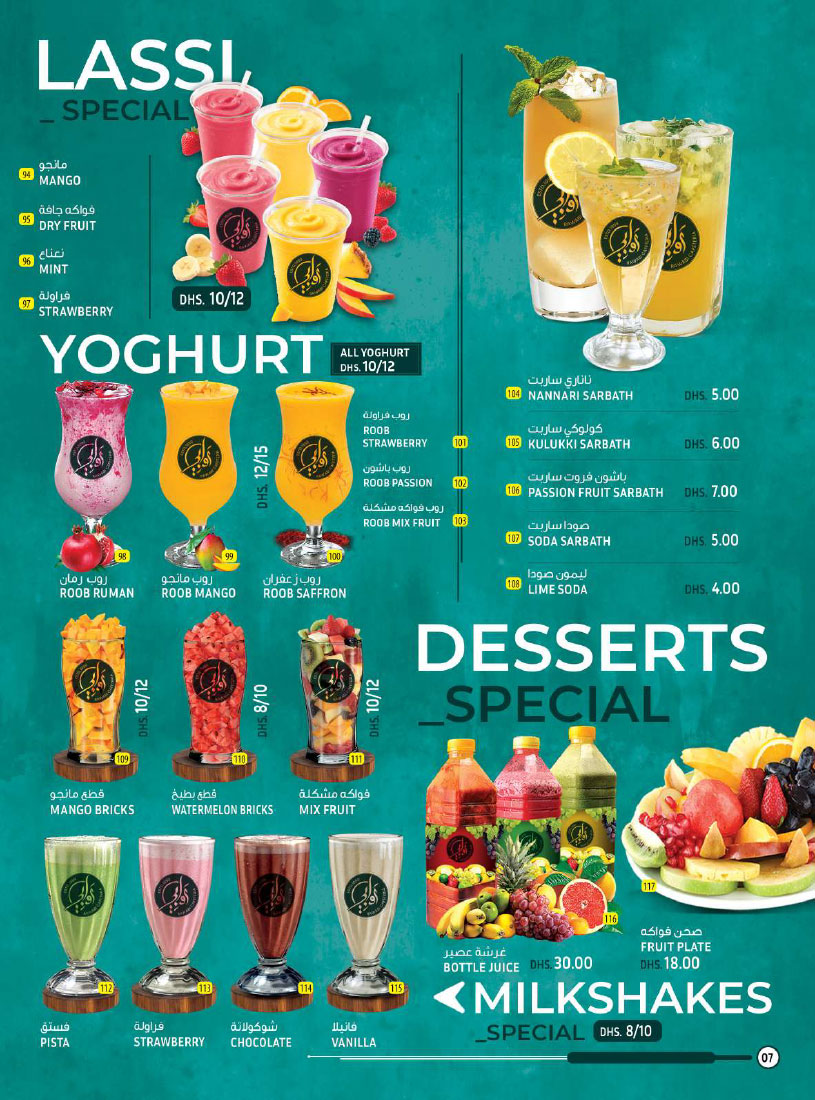 LASSI
_ SPECIAL
94
مانجو
MANGO
95
فواكه جافة
DRY FRUIT
96
نعناع
MINT
97
فراولة
STRAWBERRY
DHS. 10/12
YOGHURT
ALL YOGHURT
DHS. 10/12
98
روب رمان
ROOB RUMAN
99
روب مانجو
ROOB MANGO
DHS. 12/15
100
روب زعفران
ROOB SAFFRON
روب فراولة
ROOB
STRAWBERRY
101
روب باشون
ROOB PASSION
102
روب فواكه مشكلة
ROOB MIX FRUIT
103
104
ناناري ساربت
NANNARI SARBATH
DHS. 5.00
105
كولوكي ساربت
KULUKKI SARBATH
DHS. 6.00
106
باشون فروت ساربت
PASSION FRUIT SARBATH
DHS. 7.00
107
صودا ساربت
SODA SARBATH
DHS. 5.00
108
ليمون صودا
LIME SODA
DHS. 4.00
DHS. 10/12
109
قطع مانجو
MANGO BRICKS
DHS. 8/10
110
قطع بطيخ
WATERMELON BRICKS
DHS. 10/12
111
فواكه مشكلة
MIX FRUIT
DESSERTS
_SPECIAL
116
غرشة عصير
BOTTLE JUICE
DHS. 30.00
117
صحن فواكه
FRUIT PLATE
DHS. 18.00
MILKSHAKES
_SPECIAL
DHS. 8/10
112
فستق
PISTA
113
فراولة
STRAWBERRY
114
شوكولاتة
CHOCOLATE
115
فانيلا
VANILLA
07